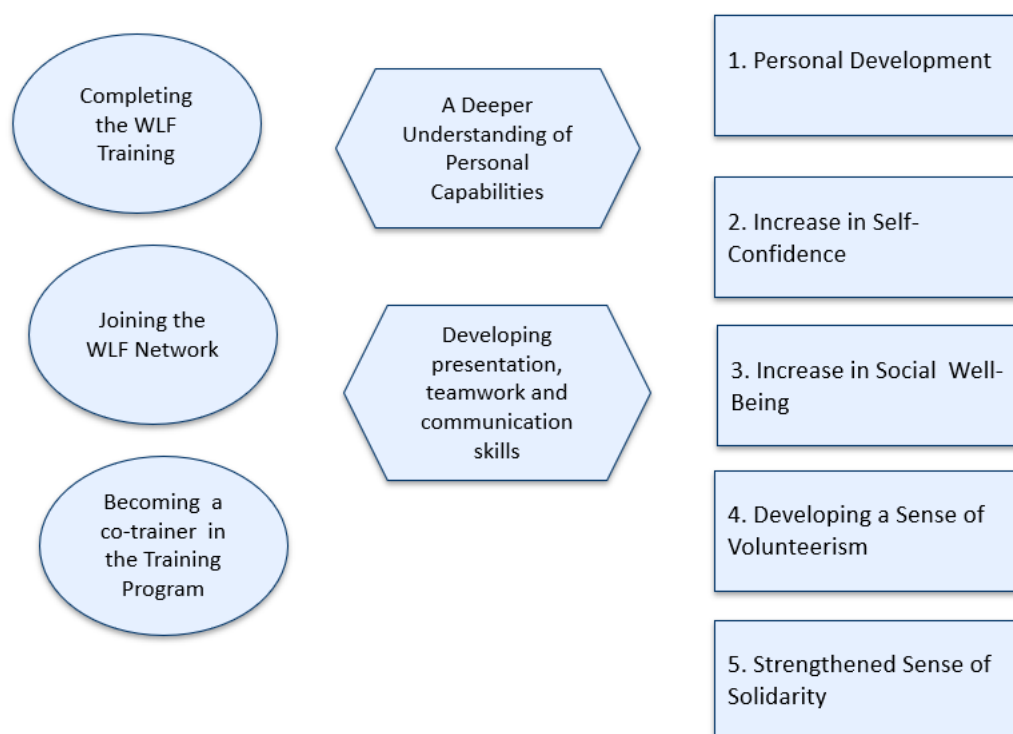 Completing
the WLF
Training
Joining the
WLF Network
Becoming a
co-trainer in
the Training
Program
A Deeper
Understanding of
Personal
Capabilities
Developing
presentation,
teamwork and
communication
skills
1. Personal Development
2. Increase in Self-
Confidence
3. Increase in Social Well-
Being
4. Developing a Sense of
Volunteerism
5. Strengthened Sense of
Solidarity